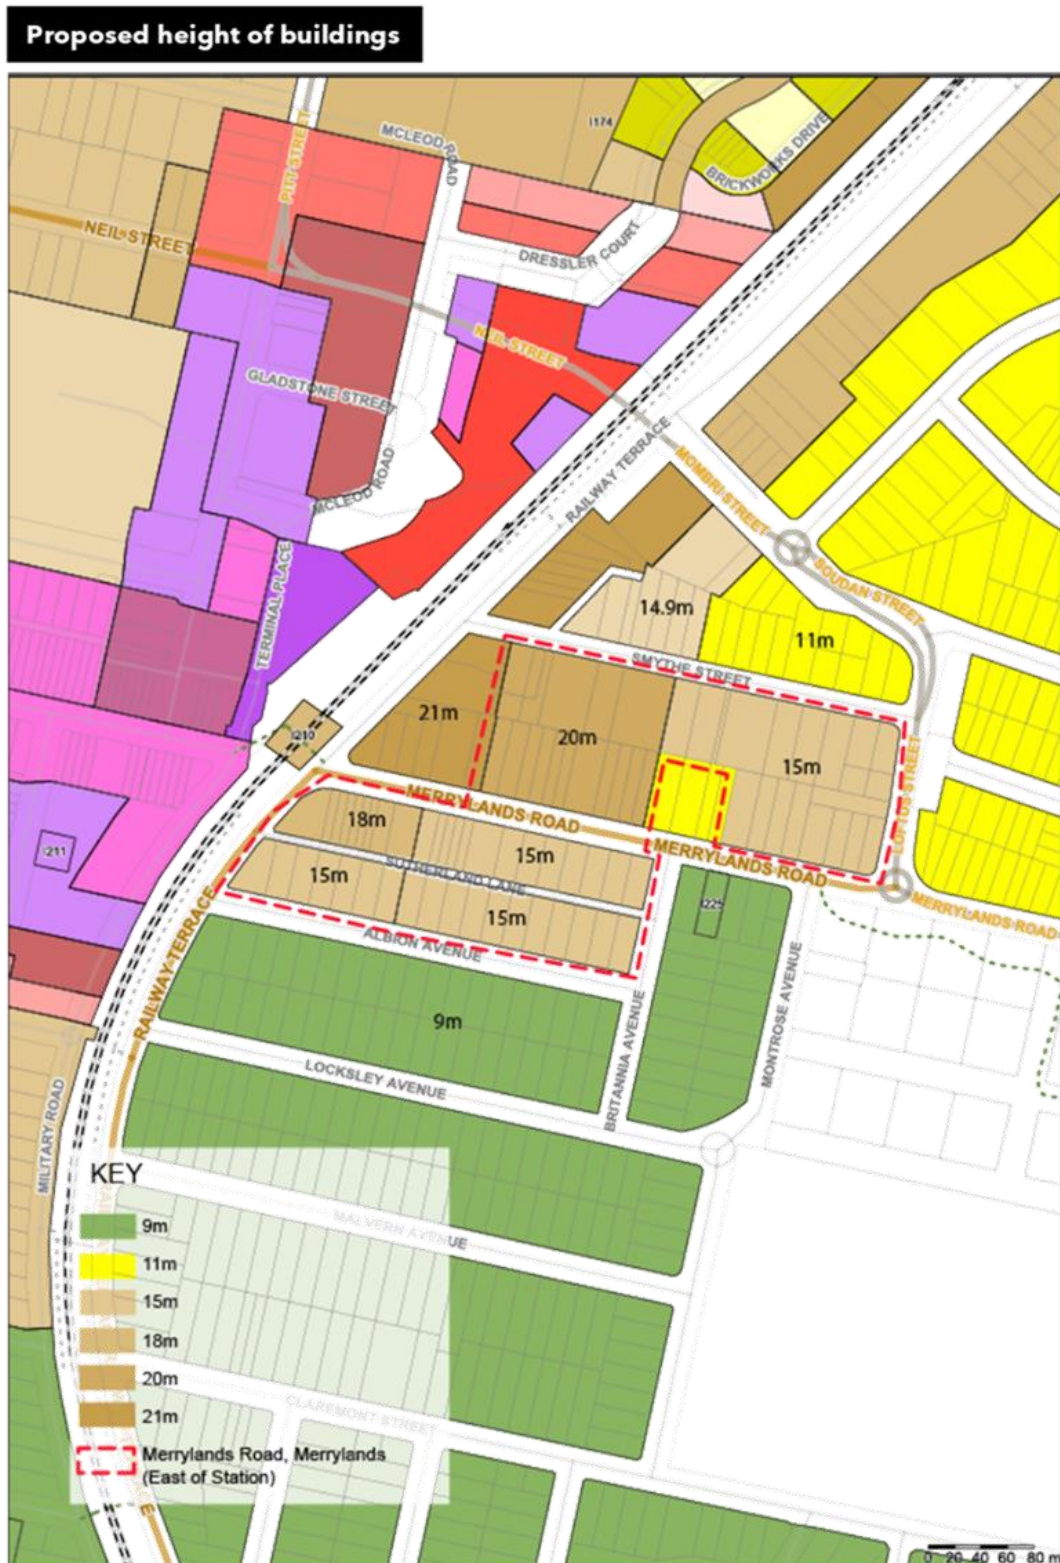 Proposed height of buildings
I174
MCLEOD ROAD
PITT STREET
BRICKWORKS DRIVE
NEIL STREET
DRESSLER COURT
NEIL STREET
GLADSTONE STREET
RAILWAY TERRACE
MOMBRI STREET
MCLEOD ROAD
SOUDAN STREET
TERMINAL PLACE
14.9m
11m
SMYTHE STREET
I210
21m
20m
15m
LOFTUS STREET
MERRYLANDS ROAD
18m
15m
MERRYLANDS ROAD
I211
SUTHERLAND LANE
15m
15m
I225
MERRYLANDS ROAD
ALBION AVENUE
RAILWAY TERRACE
9m
BRITANNIA AVENUE
MONTROSE AVENUE
LOCKSLEY AVENUE
MILITARY ROAD
KEY
9m
11m
15m
18m
20m
21m
Merrylands Road, Merrylands
(East of Station)
MALVERN AVENUE
CLAREMONT STREET
0 20 40 60 80 m